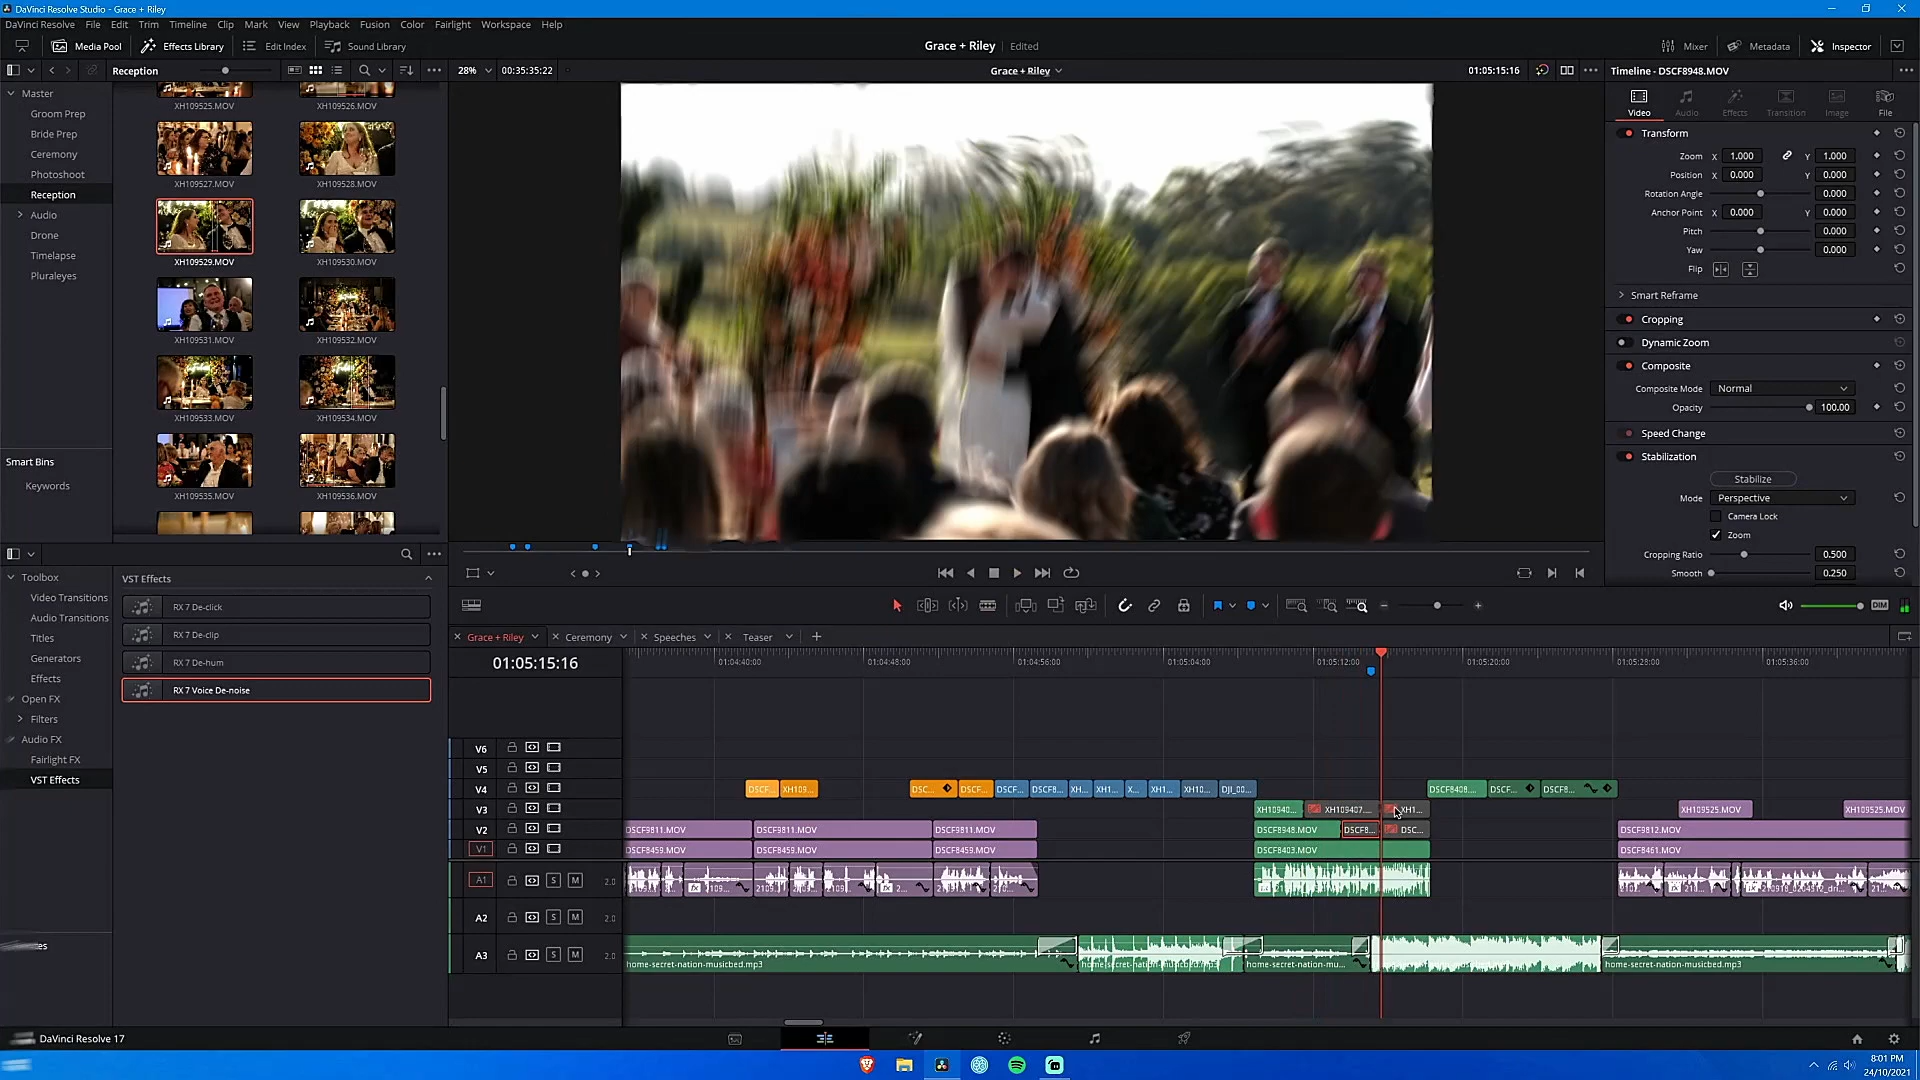 DaVinci Resolve Studio - Grace + Riley
DaVinci Resolve File Edit Trim Timeline Clip Mark View Playback Fusion Color Fairlight Workspace Help
Media Pool Effects Library Edit Index Sound Library Grace + Riley Edited Mixer Metadata Inspector
Reception 28% 00:35:35:22 Grace + Riley 01:05:15:16 Timeline - DSCF8948.MOV
Master
Groom Prep
Bride Prep
Ceremony
Photoshoot
Reception
Audio
Drone
Timelapse
Pluraleyes
Smart Bins
Keywords
XH109525.MOV XH109526.MOV
XH109527.MOV XH109528.MOV
XH109529.MOV XH109530.MOV
XH109531.MOV XH109532.MOV
XH109533.MOV XH109534.MOV
XH109535.MOV XH109536.MOV
Video Audio Effects Transition Image File
Transform
Zoom X 1.000 Y 1.000
Position X 0.000 Y 0.000
Rotation Angle 0.000
Anchor Point X 0.000 Y 0.000
Pitch 0.000
Yaw 0.000
Flip
Smart Reframe
Cropping
Dynamic Zoom
Composite
Composite Mode Normal
Opacity 100.00
Speed Change
Stabilization
Stabilize
Mode Perspective
Camera Lock
Zoom
Cropping Ratio 0.500
Smooth 0.250
Toolbox
Video Transitions
Audio Transitions
Titles
Generators
Effects
Open FX
Filters
Audio FX
Fairlight FX
VST Effects
VST Effects
RX 7 De-click
RX 7 De-clip
RX 7 De-hum
RX 7 Voice De-noise
DIM
Grace + Riley Ceremony Speeches Teaser
01:05:15:16 01:04:40:00 01:04:48:00 01:04:56:00 01:05:04:00 01:05:12:00 01:05:20:00 01:05:28:00 01:05:36:00
V6
V5
V4 DSCF... XH109... DSC... DSCF... DSCF... DSCF8... XH... XH1... X... XH1... XH10... DJI_00... DSCF8408.... DSCF... DSCF8...
V3 XH10940... XH109407.... XH1... XH109525.MOV XH109525.MOV
V2 DSCF9811.MOV DSCF9811.MOV DSCF9811.MOV DSCF8948.MOV DSCF8... DSC... DSCF9812.MOV
V1 DSCF8459.MOV DSCF8459.MOV DSCF8459.MOV DSCF8403.MOV DSCF8461.MOV
A1 S M 2.0
A2 S M 2.0
A3 S M 2.0 home-secret-nation-musicbed.mp3 home-secret-nation-musicbed.mp3 home-secret-nation-mu... home-secret-nation-musicbed.mp3
DaVinci Resolve 17
8:01 PM
24/10/2021